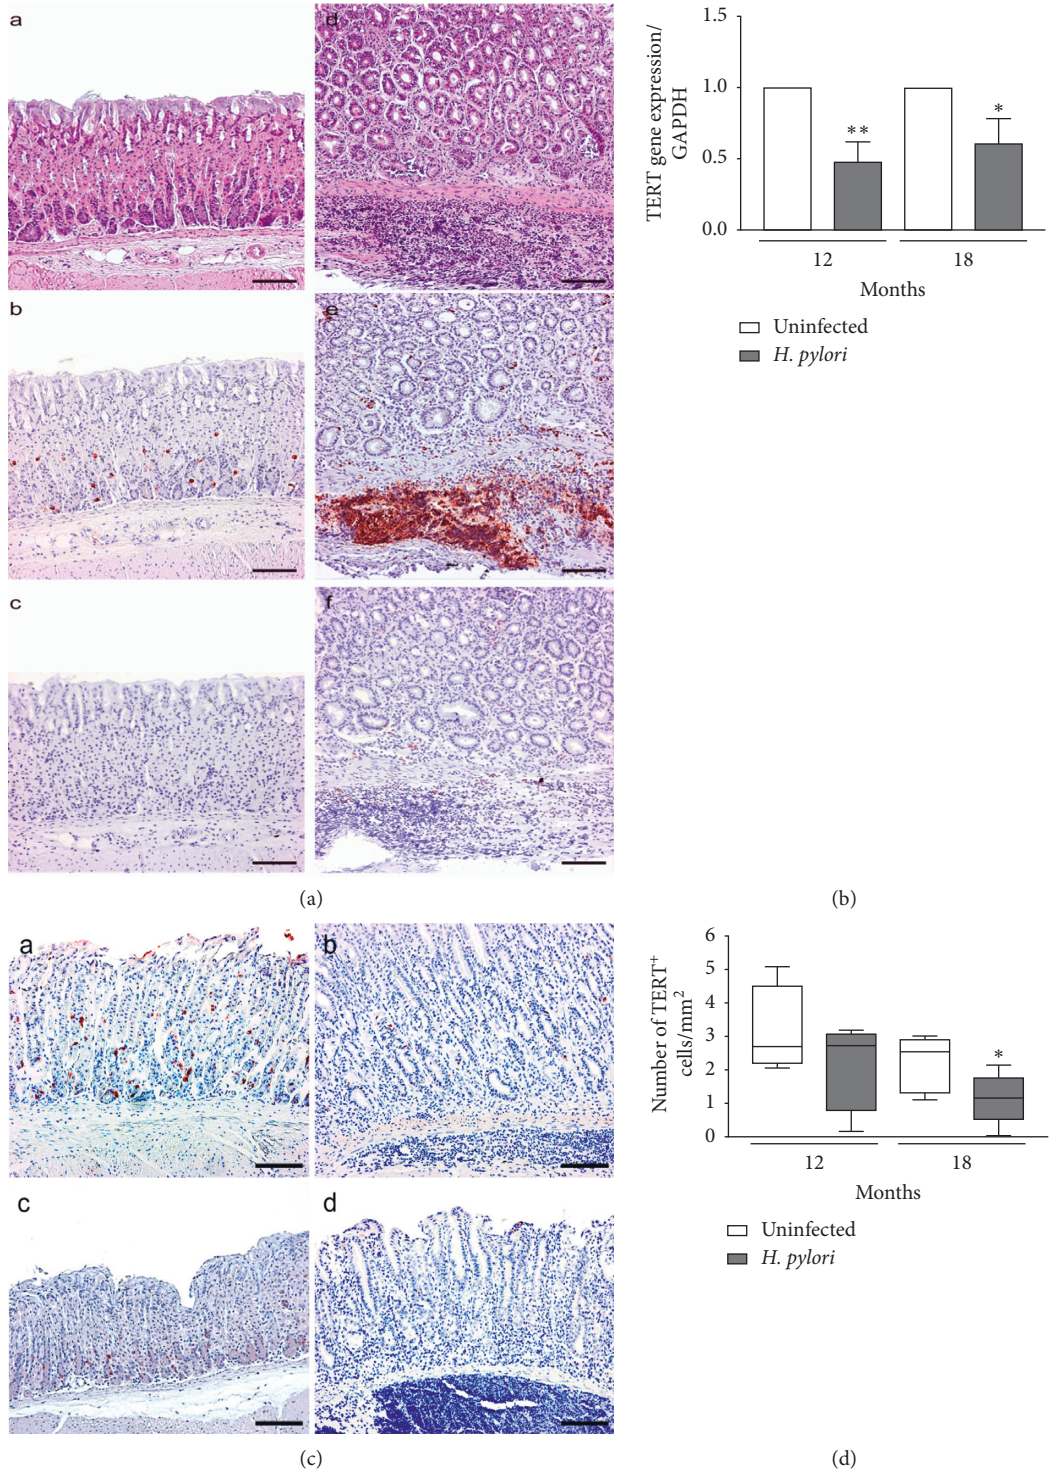 a
d
b
e
c
f
(a)
1.5
1.0
0.5
0.0
TERT gene expression/
GAPDH
**
*
12
18
Months
Uninfected
H. pylori
(b)
a
b
c
d
(c)
6
5
4
3
2
1
0
Number of TERT+
cells/mm2
*
12
18
Months
Uninfected
H. pylori
(d)